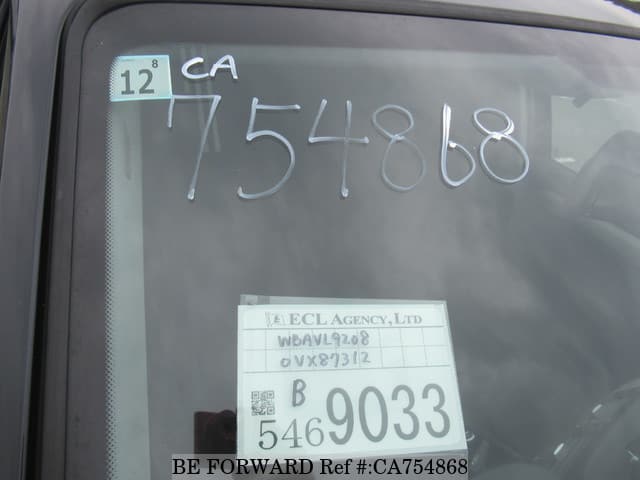 12 8
CA
754868
ECL AGENCY, LTD
WBAVL9208
0VX87312
B
5469033
BE FORWARD Ref #:CA754868